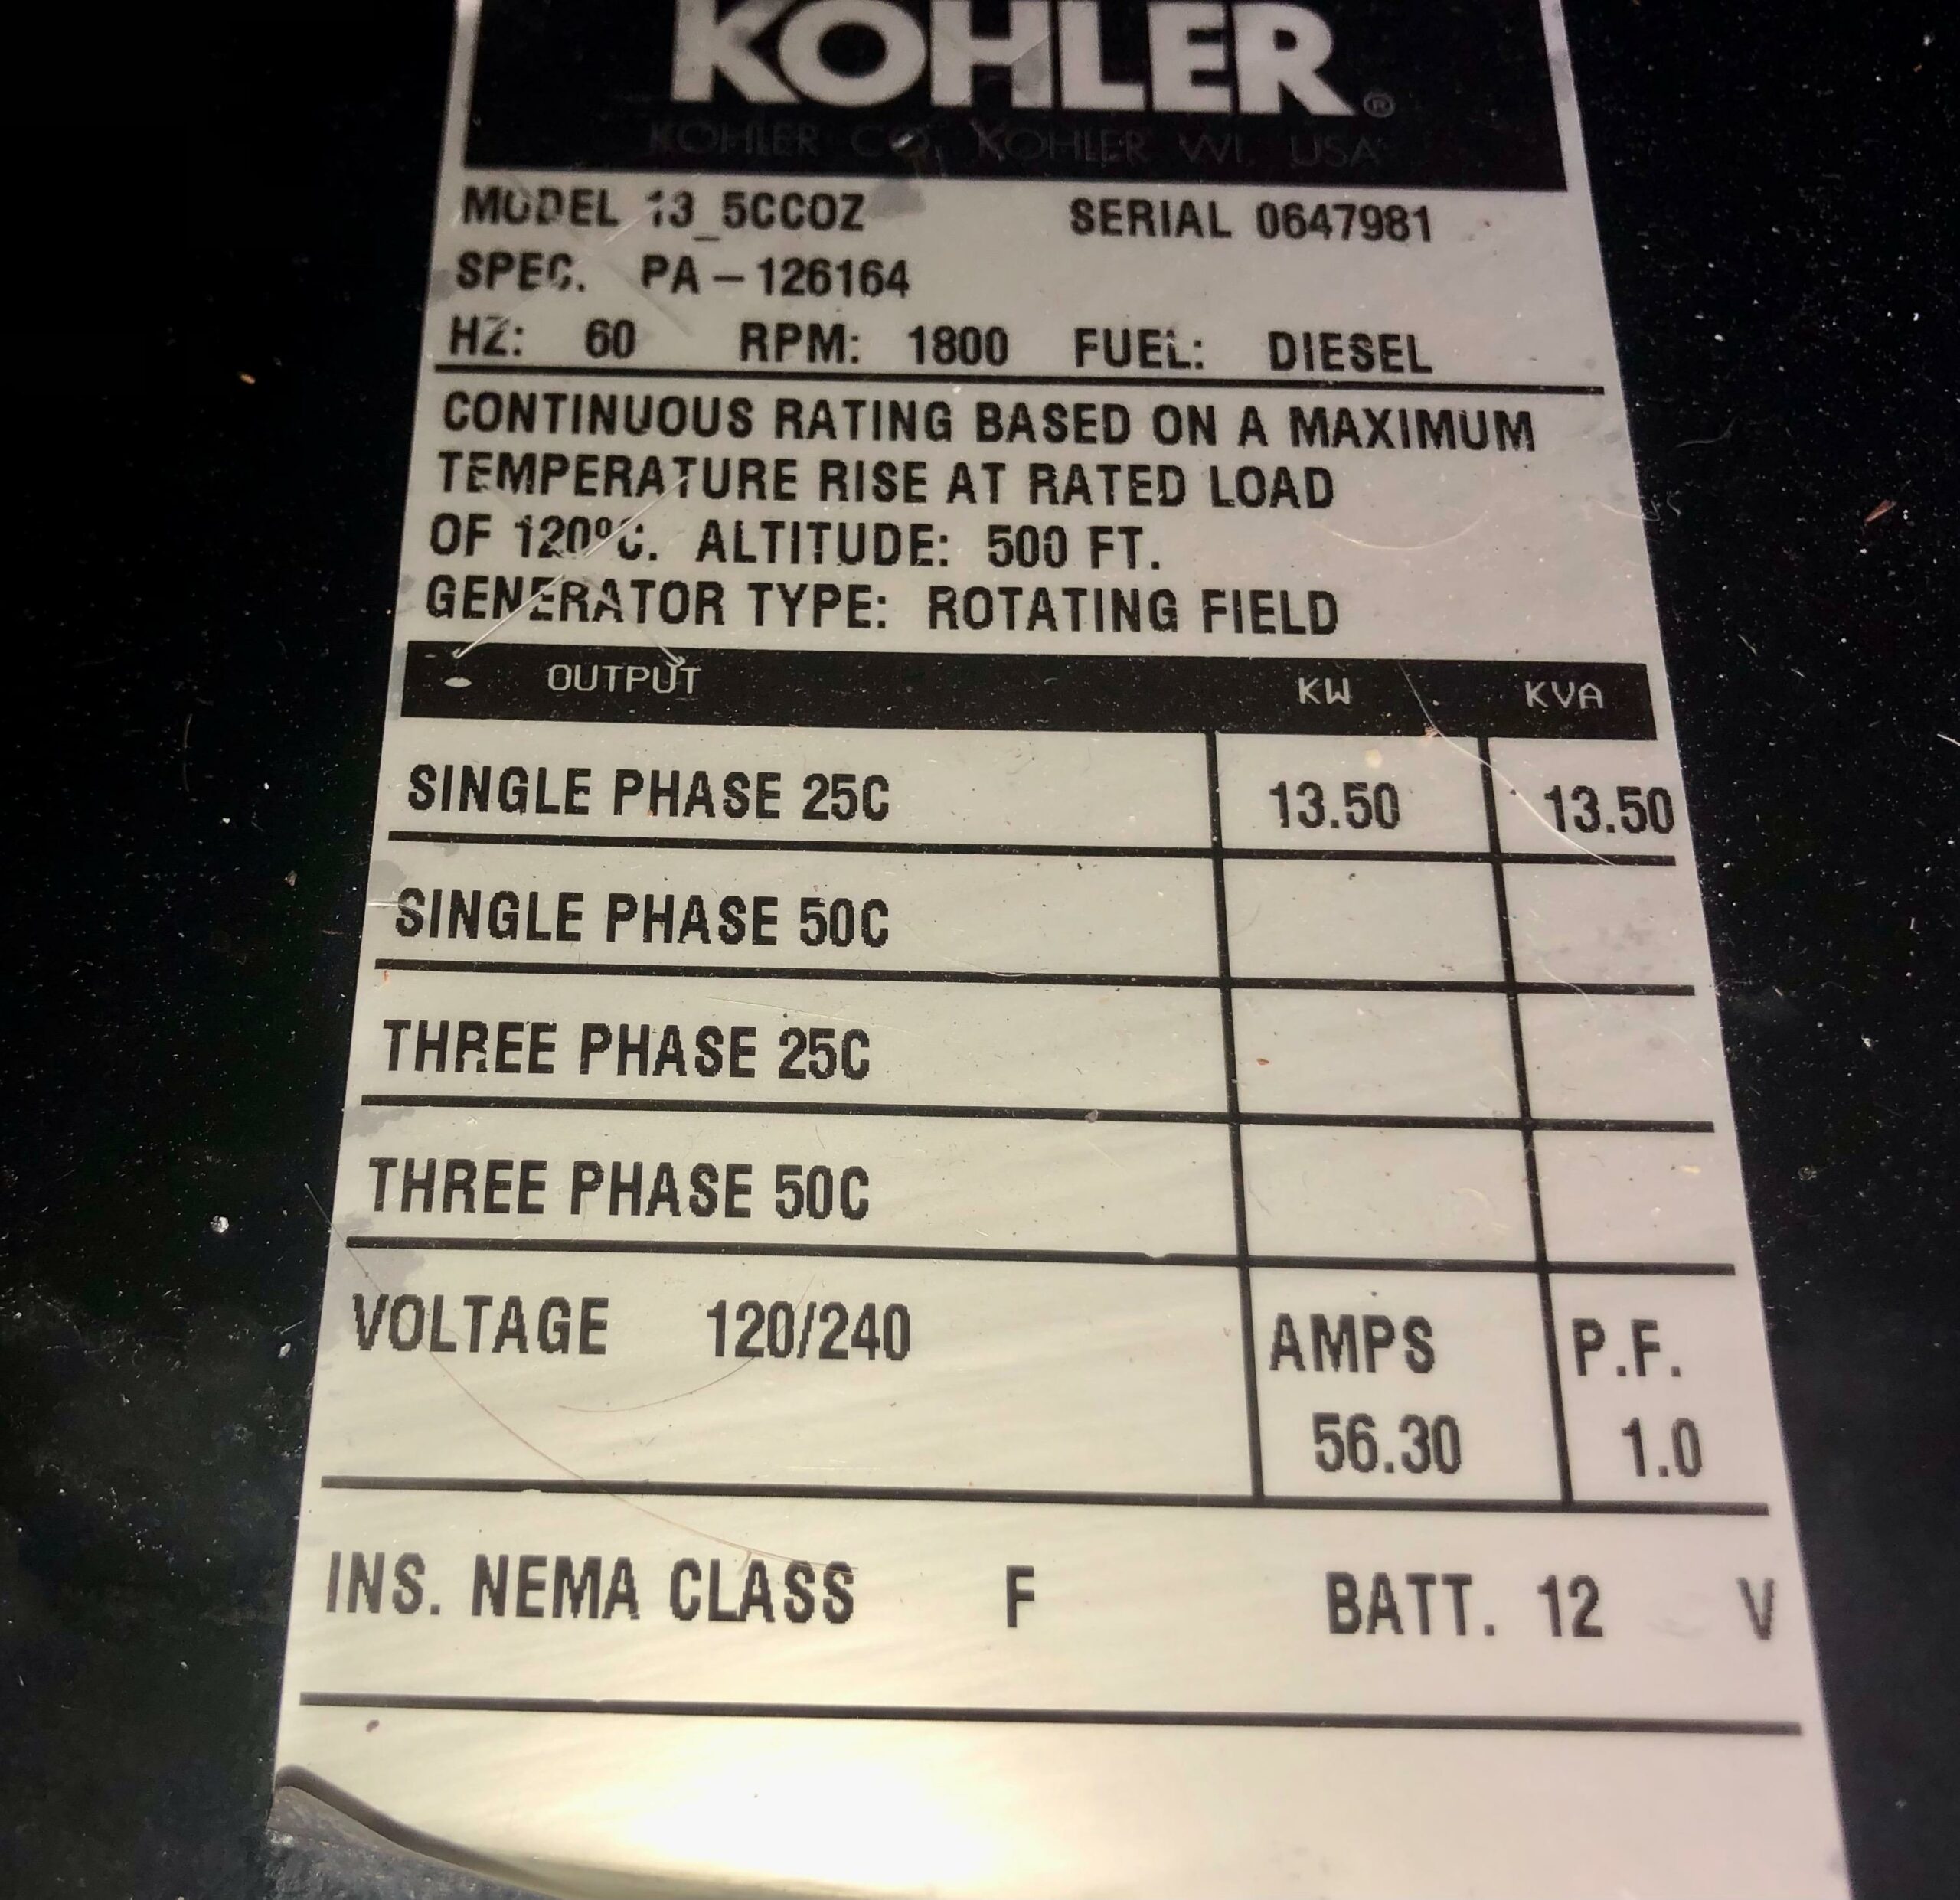 KOHLER®
KOHLER CO. KOHLER WI. USA
MODEL 13_5CCOZ SERIAL 0647981
SPEC. PA-126164
HZ: 60 RPM: 1800 FUEL: DIESEL
CONTINUOUS RATING BASED ON A MAXIMUM
TEMPERATURE RISE AT RATED LOAD
OF 120ºC. ALTITUDE: 500 FT.
GENERATOR TYPE: ROTATING FIELD
OUTPUT KW KVA
SINGLE PHASE 25C 13.50 13.50
SINGLE PHASE 50C
THREE PHASE 25C
THREE PHASE 50C
VOLTAGE 120/240 AMPS P.F.
56.30 1.0
INS. NEMA CLASS F BATT. 12 V